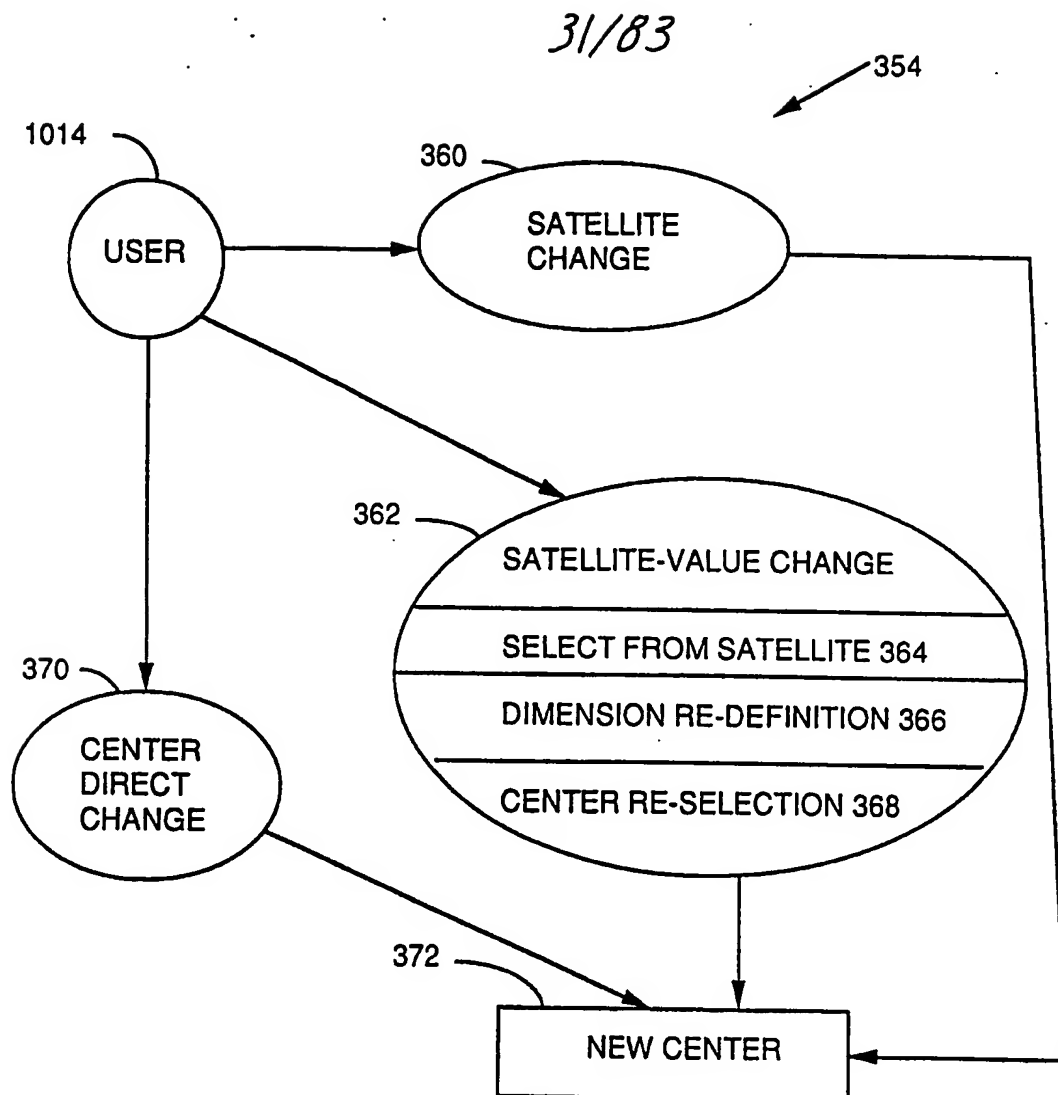 31/83
354
1014
360
USER
SATELLITE
CHANGE
362
SATELLITE-VALUE CHANGE
SELECT FROM SATELLITE 364
DIMENSION RE-DEFINITION 366
CENTER RE-SELECTION 368
370
CENTER
DIRECT
CHANGE
372
NEW CENTER